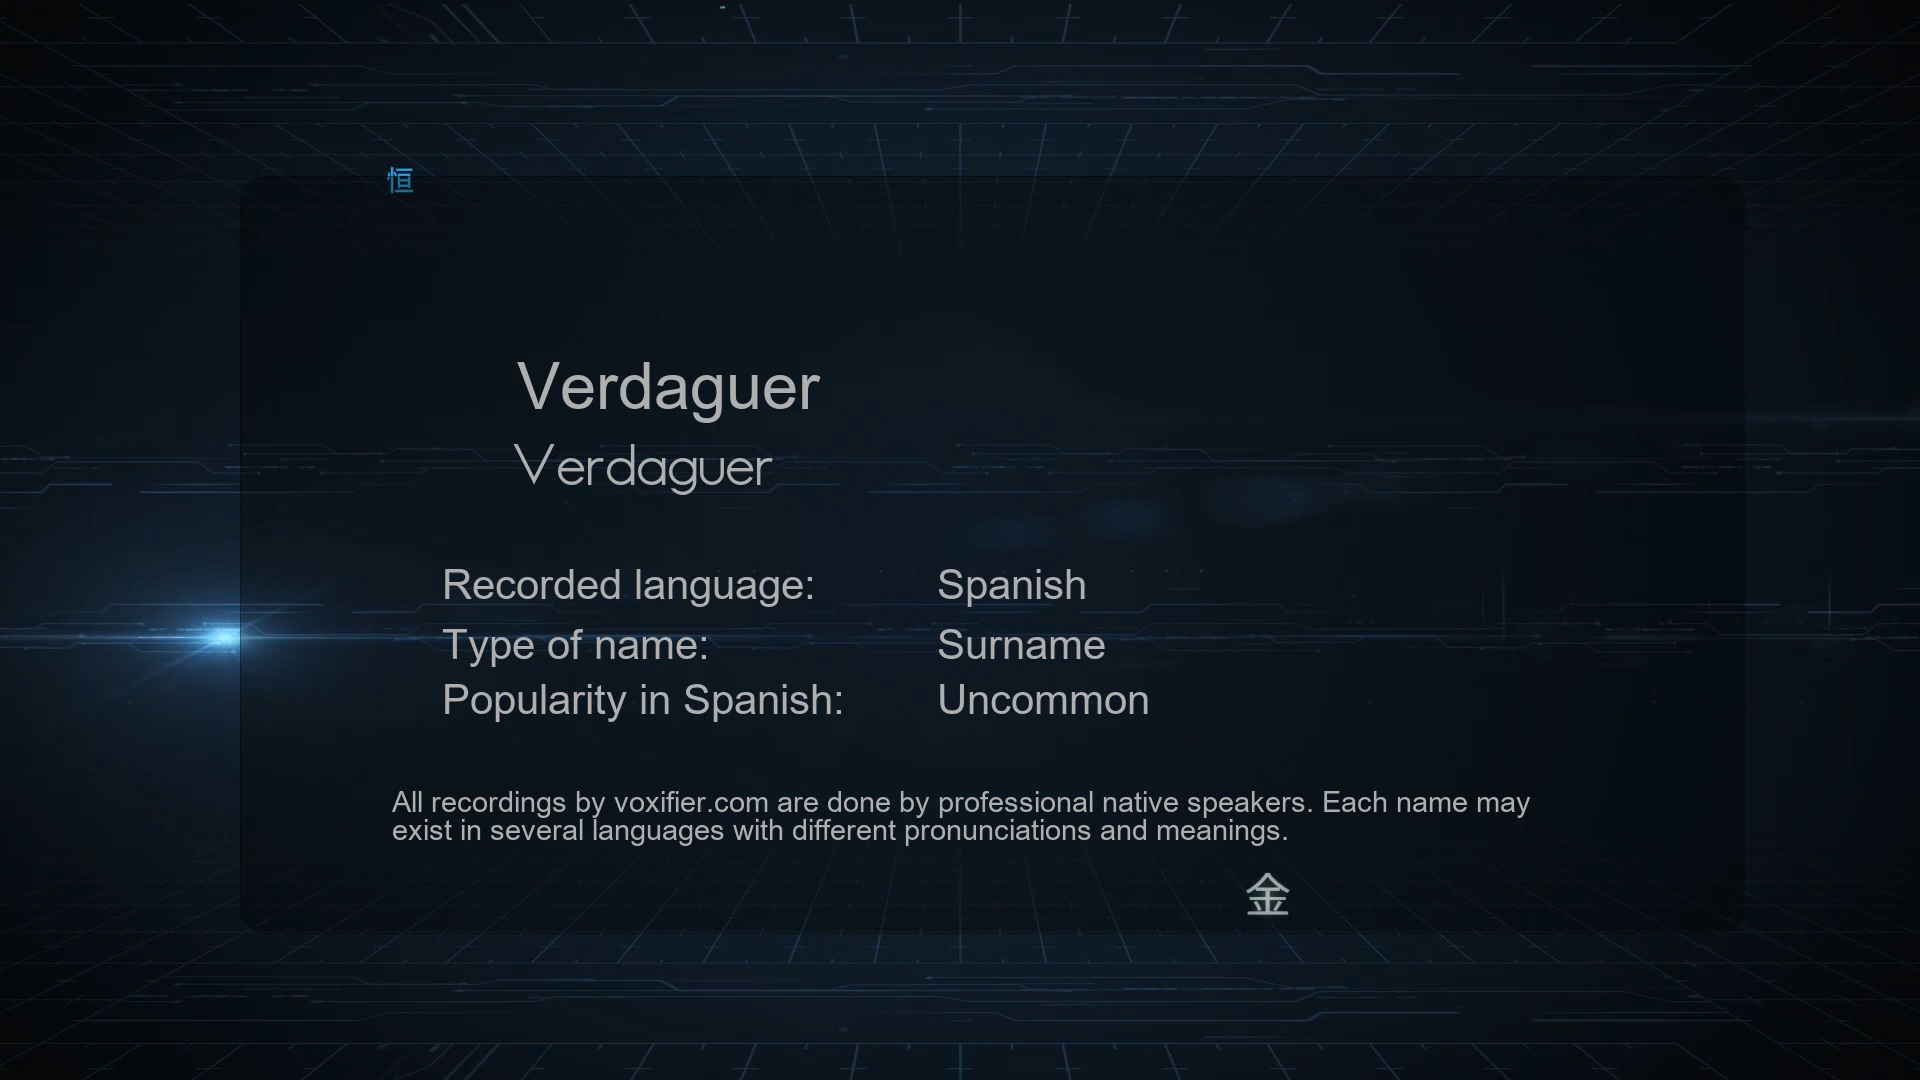 恒
Verdaguer
Verdaguer
Recorded language: Spanish
Type of name: Surname
Popularity in Spanish: Uncommon
All recordings by voxifier.com are done by professional native speakers. Each name may
exist in several languages with different pronunciations and meanings.
金